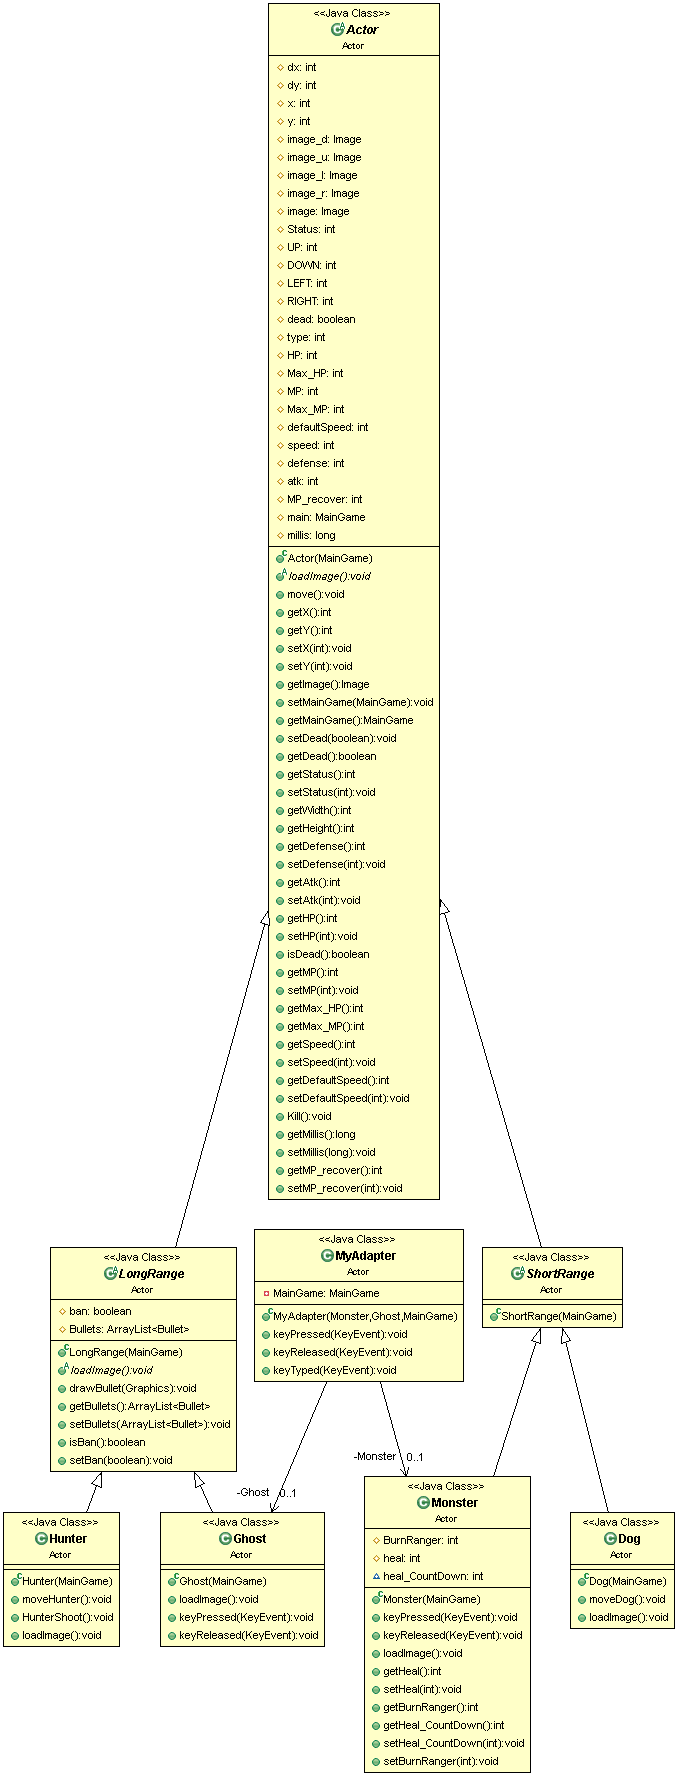 <<Java Class>>
Actor
Actor
dx: int
dy: int
x: int
y: int
image_d: Image
image_u: Image
image_l: Image
image_r: Image
image: Image
Status: int
UP: int
DOWN: int
LEFT: int
RIGHT: int
dead: boolean
type: int
HP: int
Max_HP: int
MP: int
Max_MP: int
defaultSpeed: int
speed: int
defense: int
atk: int
MP_recover: int
main: MainGame
millis: long
Actor(MainGame)
loadImage():void
move():void
getX():int
getY():int
setX(int):void
setY(int):void
getImage():Image
setMainGame(MainGame):void
getMainGame():MainGame
setDead(boolean):void
getDead():boolean
getStatus():int
setStatus(int):void
getWidth():int
getHeight():int
getDefense():int
setDefense(int):void
getAtk():int
setAtk(int):void
getHP():int
setHP(int):void
isDead():boolean
getMP():int
setMP(int):void
getMax_HP():int
getMax_MP():int
getSpeed():int
setSpeed(int):void
getDefaultSpeed():int
setDefaultSpeed(int):void
Kill():void
getMillis():long
setMillis(long):void
getMP_recover():int
setMP_recover(int):void
<<Java Class>>
LongRange
Actor
ban: boolean
Bullets: ArrayList<Bullet>
LongRange(MainGame)
loadImage():void
drawBullet(Graphics):void
getBullets():ArrayList<Bullet>
setBullets(ArrayList<Bullet>):void
isBan():boolean
setBan(boolean):void
<<Java Class>>
MyAdapter
Actor
MainGame: MainGame
MyAdapter(Monster,Ghost,MainGame)
keyPressed(KeyEvent):void
keyReleased(KeyEvent):void
keyTyped(KeyEvent):void
<<Java Class>>
ShortRange
Actor
ShortRange(MainGame)
-Ghost 0..1
-Monster 0..1
<<Java Class>>
Hunter
Actor
Hunter(MainGame)
moveHunter():void
HunterShoot():void
loadImage():void
<<Java Class>>
Ghost
Actor
Ghost(MainGame)
loadImage():void
keyPressed(KeyEvent):void
keyReleased(KeyEvent):void
<<Java Class>>
Monster
Actor
BurnRanger: int
heal: int
heal_CountDown: int
Monster(MainGame)
keyPressed(KeyEvent):void
keyReleased(KeyEvent):void
loadImage():void
getHeal():int
setHeal(int):void
getBurnRanger():int
getHeal_CountDown():int
setHeal_CountDown(int):void
setBurnRanger(int):void
<<Java Class>>
Dog
Actor
Dog(MainGame)
moveDog():void
loadImage():void